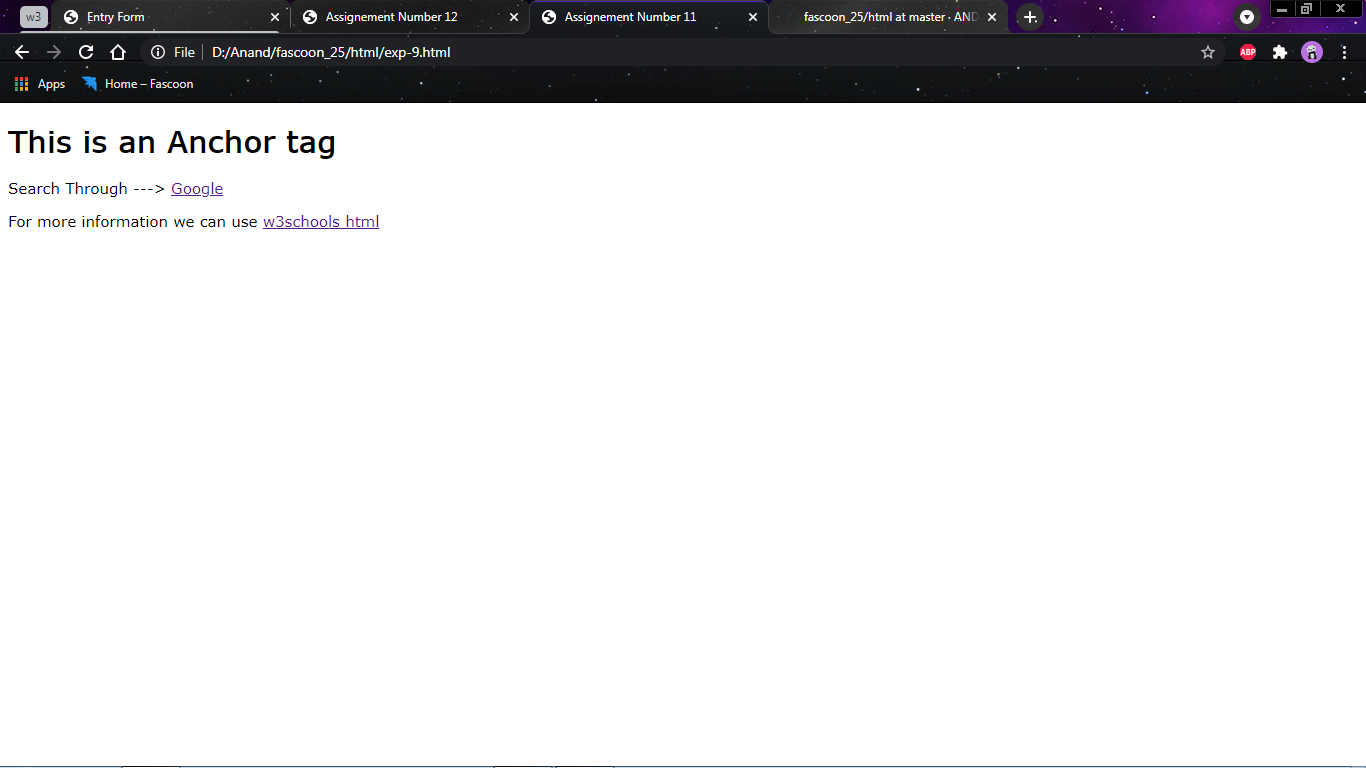 w3
Entry Form
Assignement Number 12
Assignement Number 11
fascoon_25/html at master · AND
File
D:/Anand/fascoon_25/html/exp-9.html
ABP
Apps
Home – Fascoon
This is an Anchor tag
Search Through ---> Google
For more information we can use w3schools html